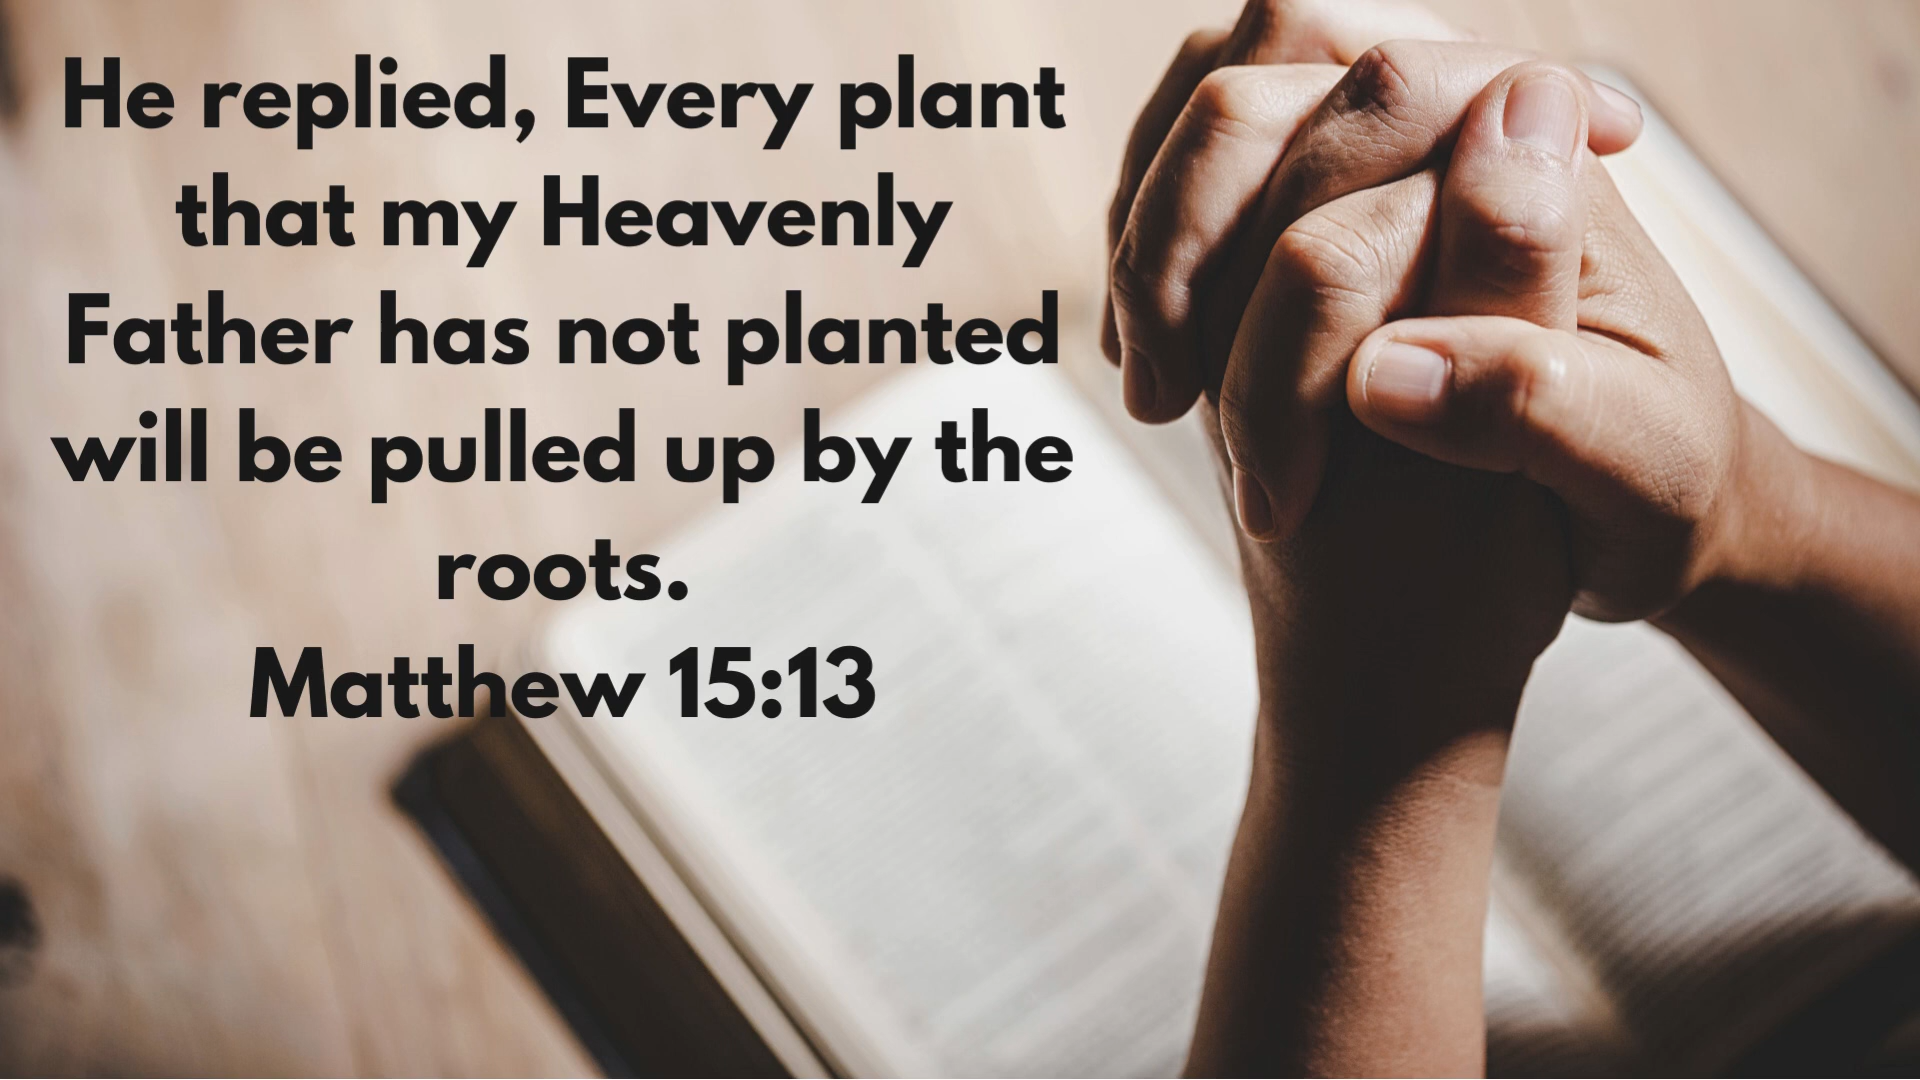 He replied, Every plant
that my Heavenly
Father has not planted
will be pulled up by the
roots.
Matthew 15:13